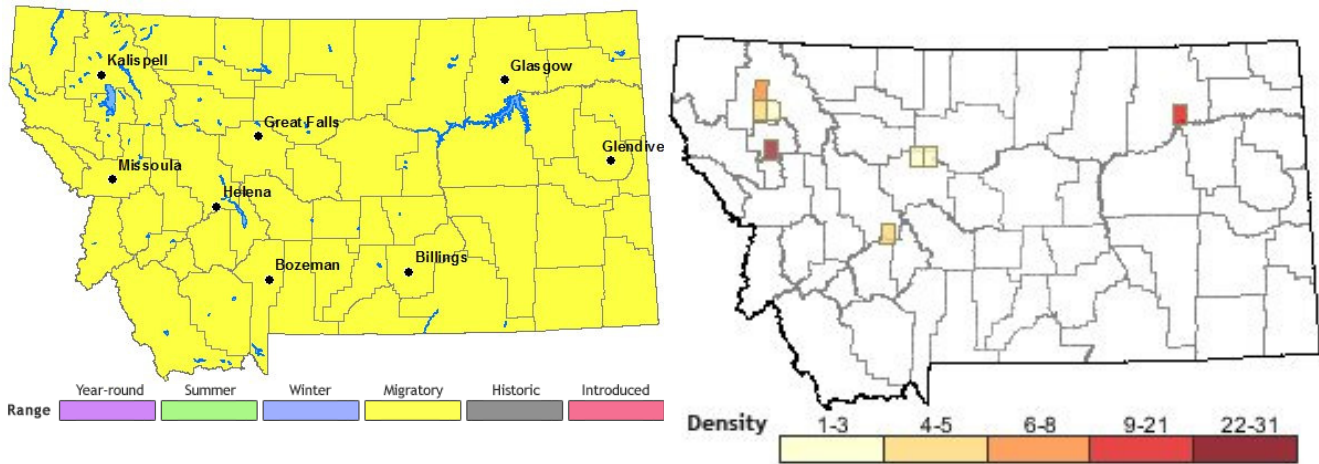 Kalispell
Glasgow
Great Falls
Glendive
Missoula
Helena
Bozeman
Billings
Year-round Summer Winter Migratory Historic Introduced
Range
Density 1-3 4-5 6-8 9-21 22-31